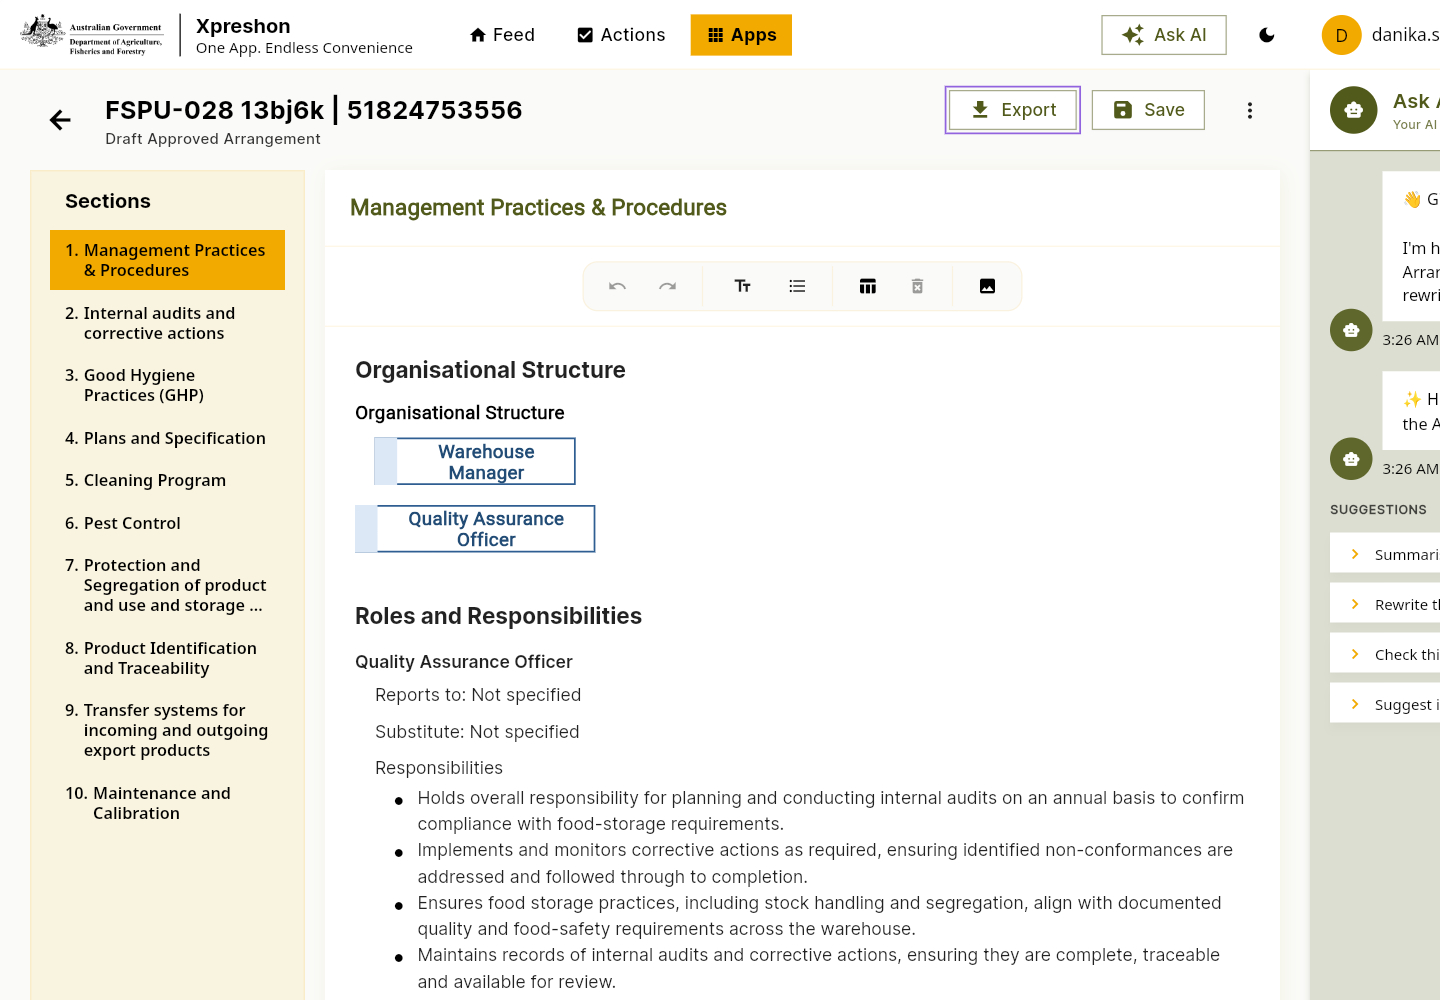 Australian Government
Department of Agriculture,
Fisheries and Forestry
Xpreshon
One App. Endless Convenience
Feed
Actions
Apps
Ask AI
D
danika.s
FSPU-028 13bj6k | 51824753556
Draft Approved Arrangement
Export
Save
Sections
1. Management Practices
& Procedures
2. Internal audits and
corrective actions
3. Good Hygiene
Practices (GHP)
4. Plans and Specification
5. Cleaning Program
6. Pest Control
7. Protection and
Segregation of product
and use and storage ...
8. Product Identification
and Traceability
9. Transfer systems for
incoming and outgoing
export products
10. Maintenance and
Calibration
Management Practices & Procedures
Organisational Structure
Organisational Structure
Warehouse
Manager
Quality Assurance
Officer
Roles and Responsibilities
Quality Assurance Officer
Reports to: Not specified
Substitute: Not specified
Responsibilities
● Holds overall responsibility for planning and conducting internal audits on an annual basis to confirm
compliance with food-storage requirements.
● Implements and monitors corrective actions as required, ensuring identified non-conformances are
addressed and followed through to completion.
● Ensures food storage practices, including stock handling and segregation, align with documented
quality and food-safety requirements across the warehouse.
● Maintains records of internal audits and corrective actions, ensuring they are complete, traceable
and available for review.
Ask A
Your AI
👋 G
I'm h
Arran
rewri
3:26 AM
✨ H
the A
3:26 AM
SUGGESTIONS
Summari
Rewrite t
Check thi
Suggest i